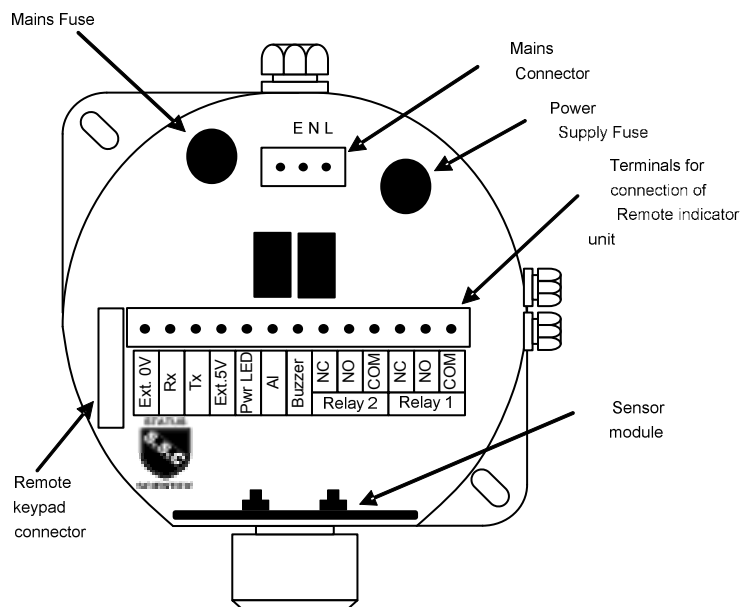 Mains Fuse
Mains
Connector
E N L
Power
Supply Fuse
Terminals for
connection of
Remote indicator
unit
Ext. 0V
Rx
Tx
Ext.5V
Pwr LED
Al
Buzzer
NC
NO
COM
NC
NO
COM
Relay 2
Relay 1
STATUS
SCIENTIFIC
Sensor
module
Remote
keypad
connector